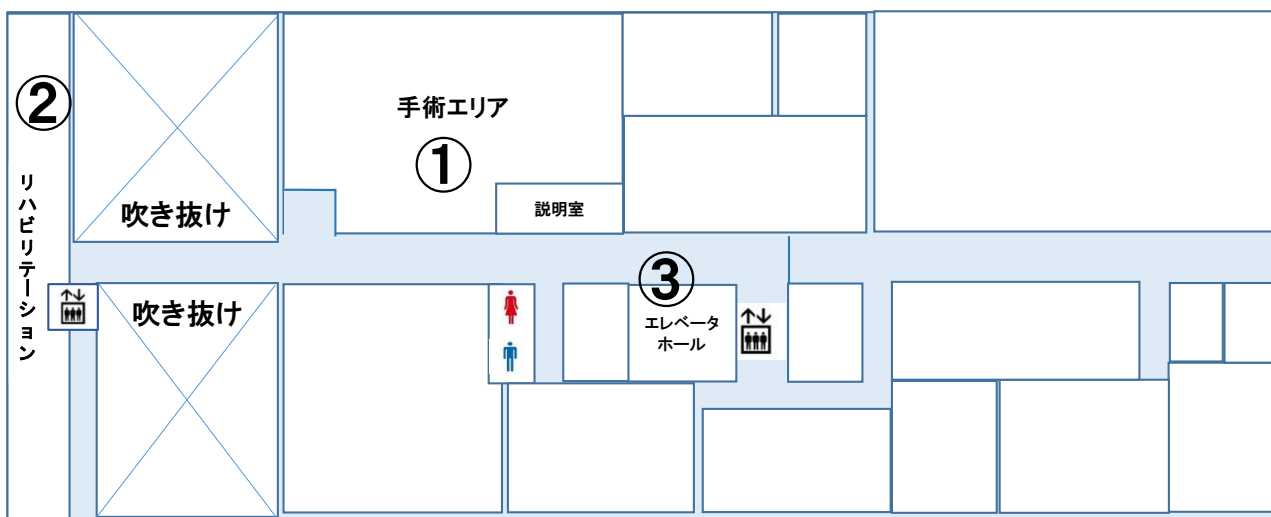 ②
リハビリテーション
吹き抜け
手術エリア
①
説明室
吹き抜け
③
エレベータ
ホール